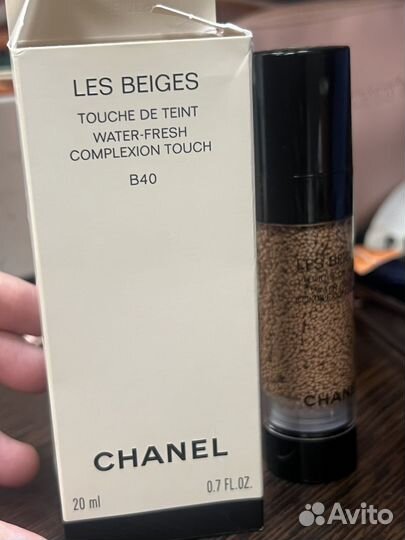 LES BEIGES
TOUCHE DE TEINT
WATER-FRESH
COMPLEXION TOUCH
B40
CHANEL
20 ml 0.7 FL.OZ.
LES BEIGES
CHANEL
Avito